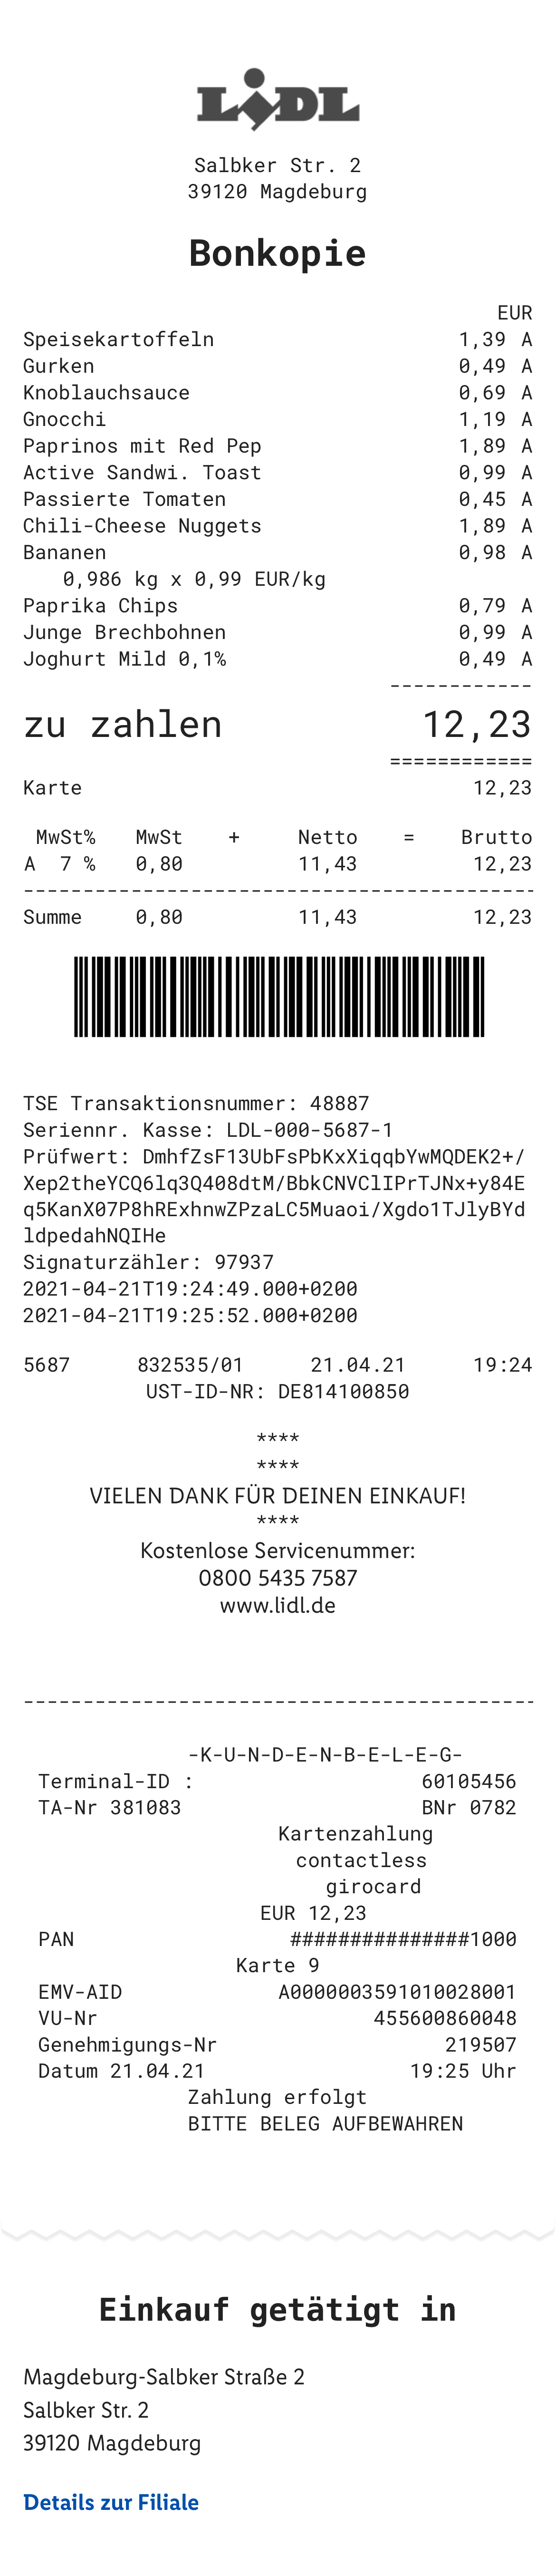 LIDL
Salbker Str. 2
39120 Magdeburg
Bonkopie
EUR
Speisekartoffeln 1,39 A
Gurken 0,49 A
Knoblauchsauce 0,69 A
Gnocchi 1,19 A
Paprinos mit Red Pep 1,89 A
Active Sandwi. Toast 0,99 A
Passierte Tomaten 0,45 A
Chili-Cheese Nuggets 1,89 A
Bananen 0,98 A
0,986 kg x 0,99 EUR/kg
Paprika Chips 0,79 A
Junge Brechbohnen 0,99 A
Joghurt Mild 0,1% 0,49 A
------------
zu zahlen 12,23
============
Karte 12,23
MwSt% MwSt + Netto = Brutto
A 7 % 0,80 11,43 12,23
-------------------------------------------
Summe 0,80 11,43 12,23
TSE Transaktionsnummer: 48887
Seriennr. Kasse: LDL-000-5687-1
Prüfwert: DmhfZsF13UbFsPbKxXiqqbYwMQDEK2+/
Xep2theYCQ6lq3Q408dtM/BbkCNVClIPrTJNx+y84E
q5KanX07P8hRExhnwZPzaLC5Muaoi/Xgdo1TJlyBYd
ldpedahNQIHe
Signaturzähler: 97937
2021-04-21T19:24:49.000+0200
2021-04-21T19:25:52.000+0200
5687 832535/01 21.04.21 19:24
UST-ID-NR: DE814100850
****
****
VIELEN DANK FÜR DEINEN EINKAUF!
****
Kostenlose Servicenummer:
0800 5435 7587
www.lidl.de
-------------------------------------------
-K-U-N-D-E-N-B-E-L-E-G-
Terminal-ID : 60105456
TA-Nr 381083 BNr 0782
Kartenzahlung
contactless
girocard
EUR 12,23
PAN ###############1000
Karte 9
EMV-AID A0000003591010028001
VU-Nr 455600860048
Genehmigungs-Nr 219507
Datum 21.04.21 19:25 Uhr
Zahlung erfolgt
BITTE BELEG AUFBEWAHREN
Einkauf getätigt in
Magdeburg-Salbker Straße 2
Salbker Str. 2
39120 Magdeburg
Details zur Filiale